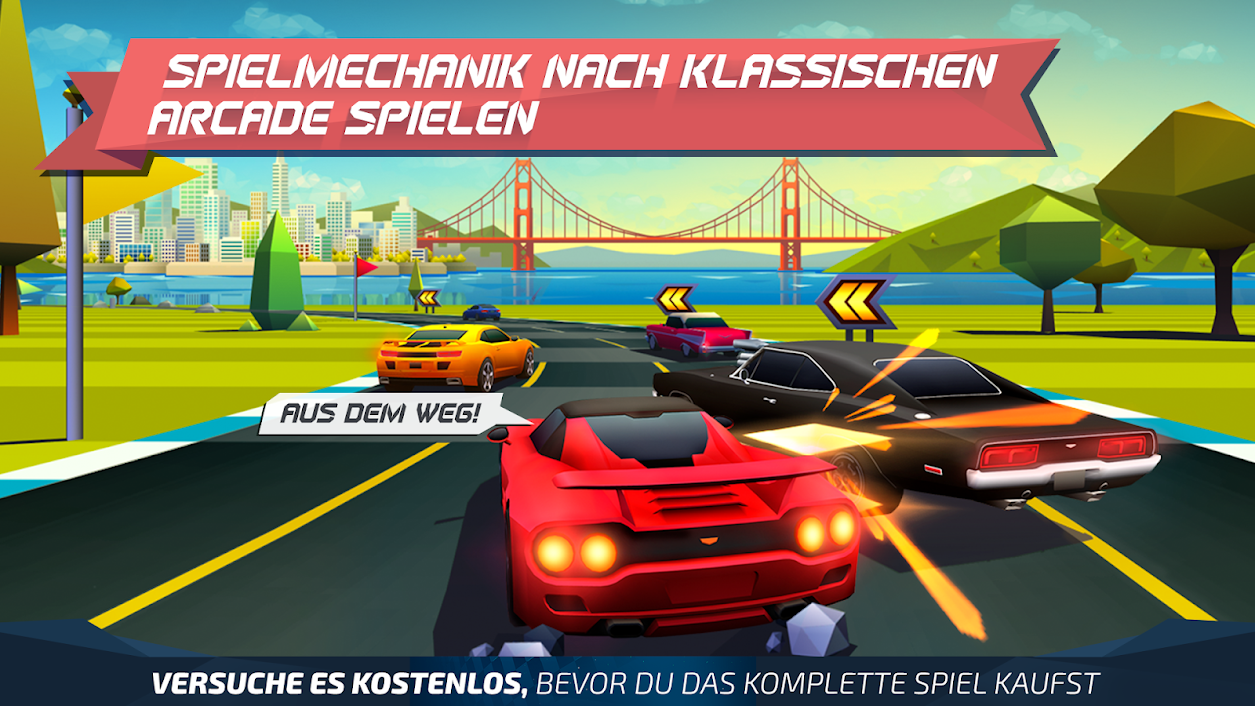 SPIELMECHANIK NACH KLASSISCHEN
ARCADE SPIELEN
AUS DEM WEG!
VERSUCHE ES KOSTENLOS, BEVOR DU DAS KOMPLETTE SPIEL KAUFST